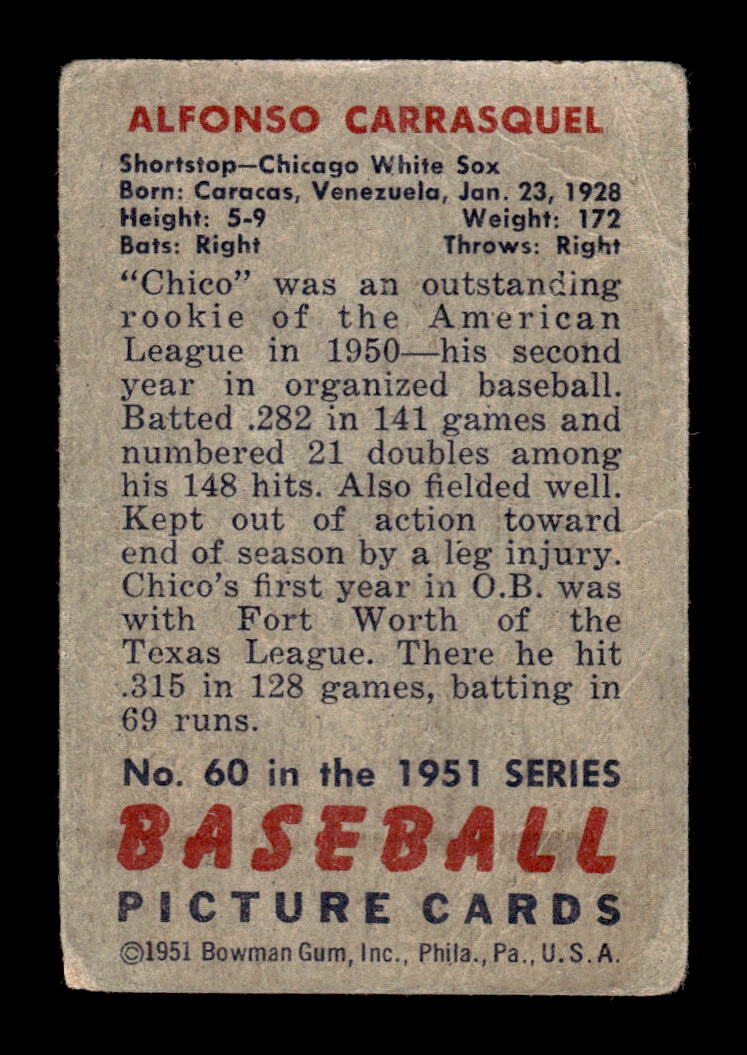 ALFONSO CARRASQUEL
Shortstop—Chicago White Sox
Born: Caracas, Venezuela, Jan. 23, 1928
Height: 5-9 Weight: 172
Bats: Right Throws: Right
"Chico" was an outstanding
rookie of the American
League in 1950—his second
year in organized baseball.
Batted .282 in 141 games and
numbered 21 doubles among
his 148 hits. Also fielded well.
Kept out of action toward
end of season by a leg injury.
Chico's first year in O.B. was
with Fort Worth of the
Texas League. There he hit
.315 in 128 games, batting in
69 runs.
No. 60 in the 1951 SERIES
BASEBALL
PICTURE CARDS
©1951 Bowman Gum, Inc., Phila., Pa., U.S.A.